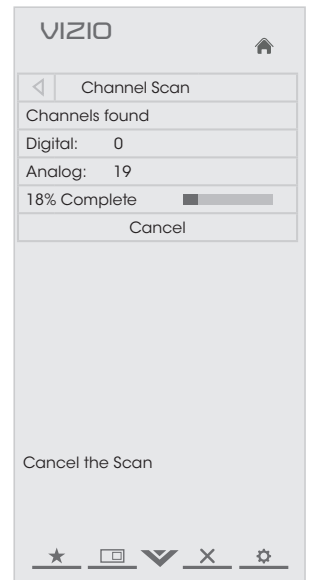 VIZIO
Channel Scan
Channels found
Digital: 0
Analog: 19
18% Complete
Cancel
Cancel the Scan